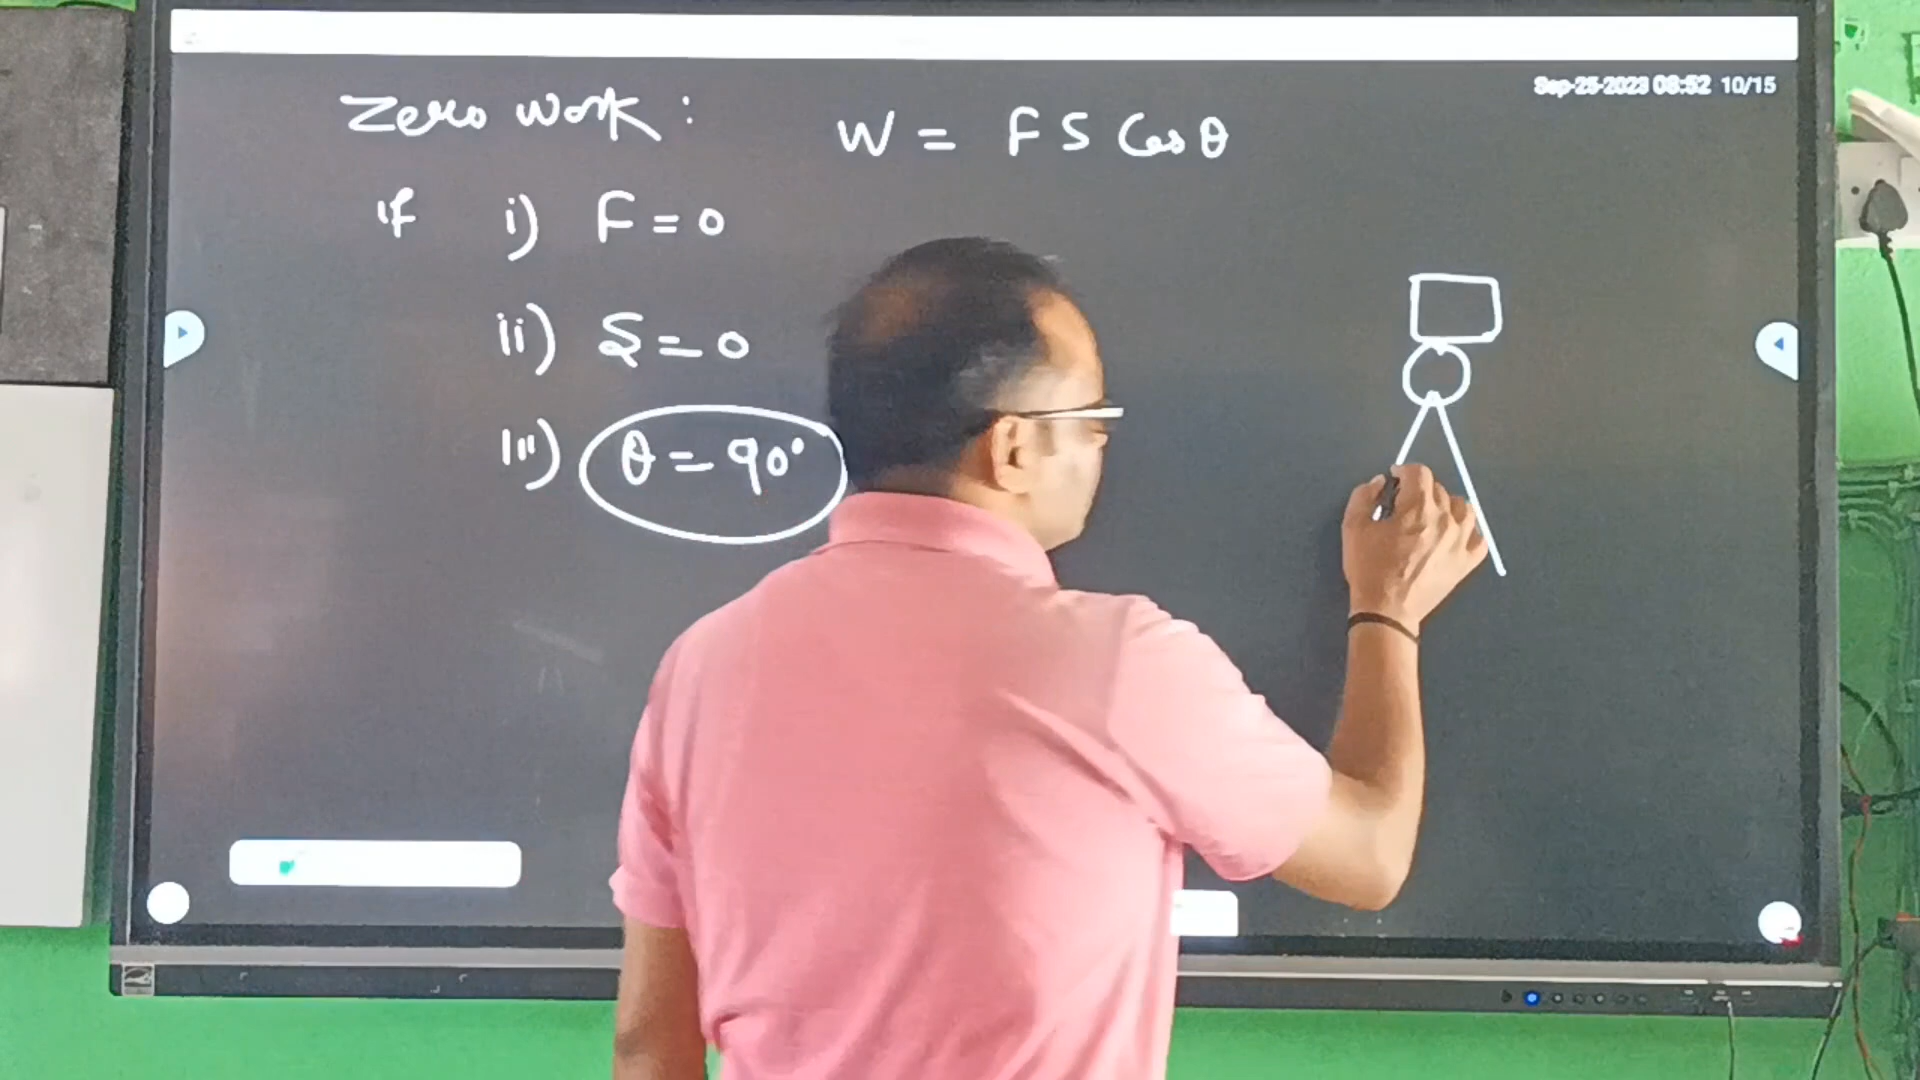 Sep-25-2023 08:52 10/15
Zero work : W = F S Cos θ
if i) F = 0
ii) S = 0
iii) θ = 90°